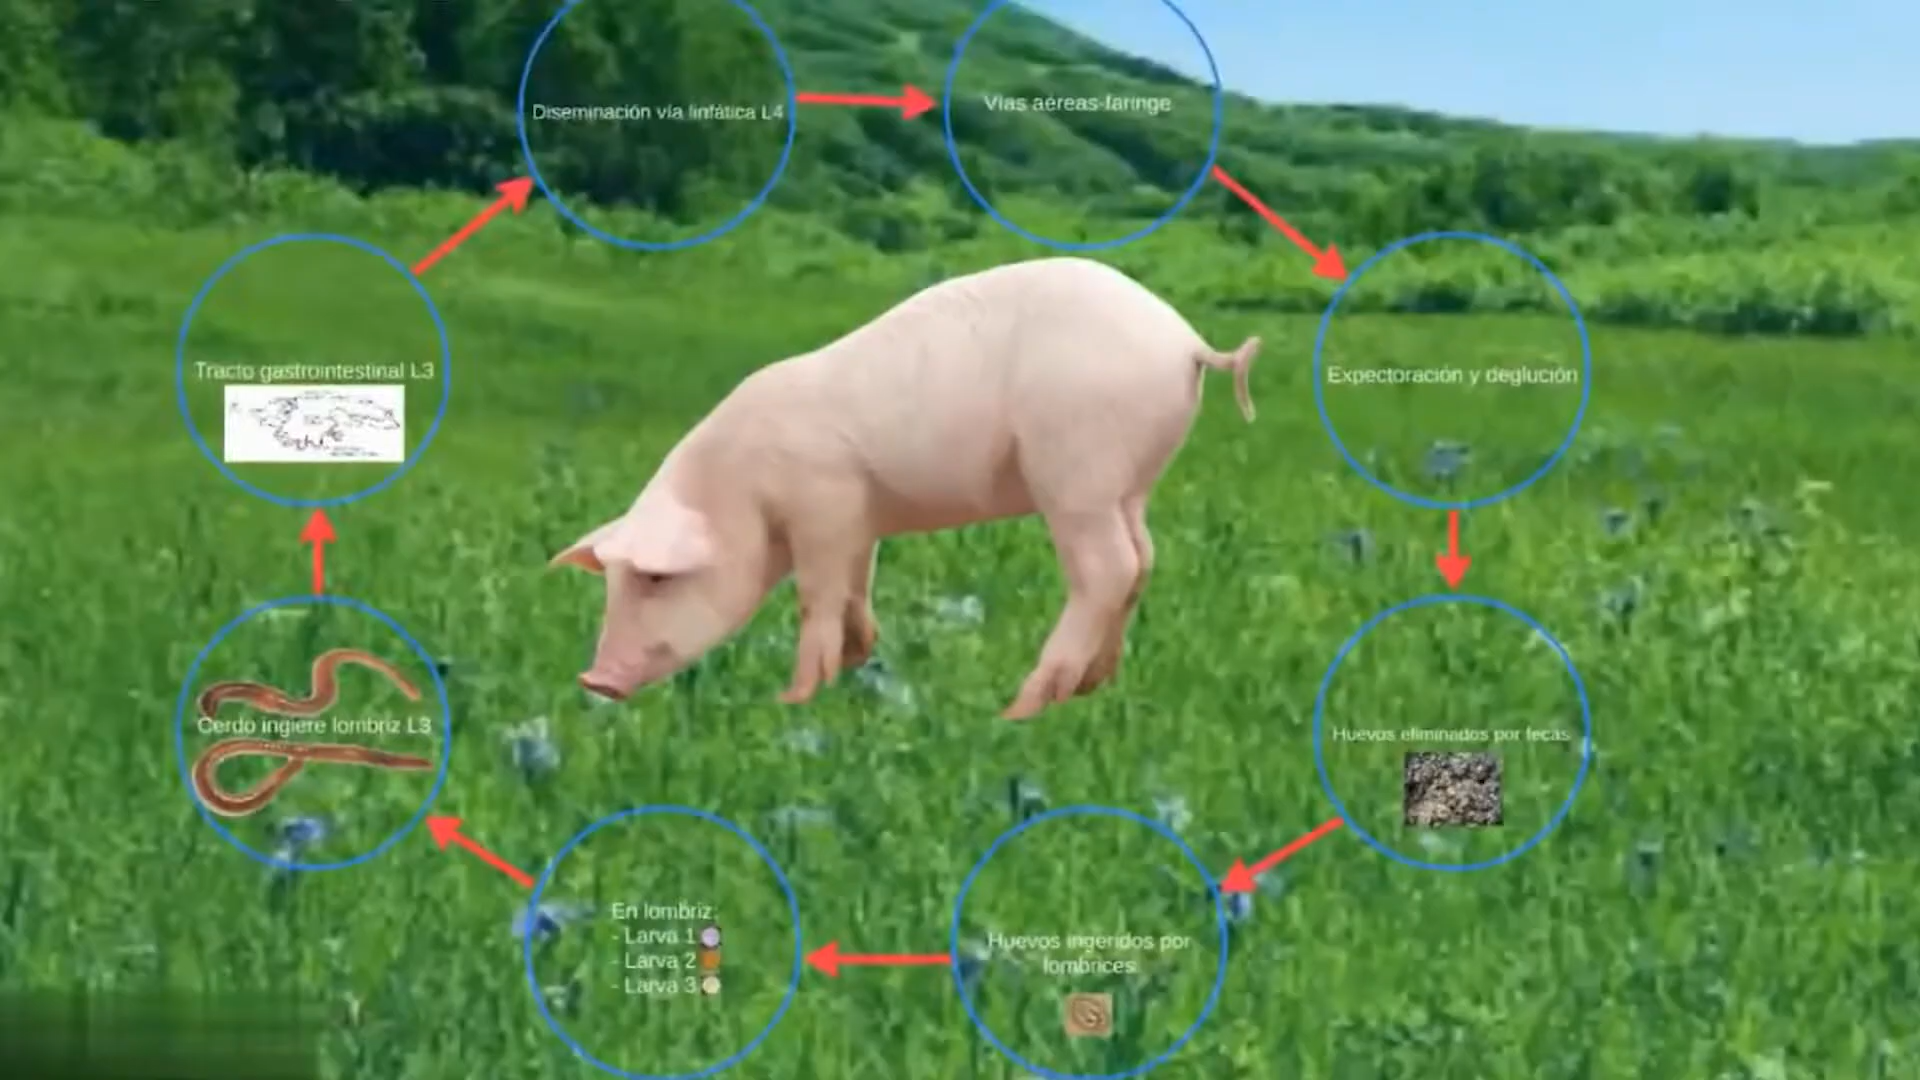 Diseminación vía linfática L4
Vías aéreas-faringe
Tracto gastrointestinal L3
Expectoración y deglución
Cerdo ingiere lombriz L3
Huevos eliminados por fecas
En lombriz:
- Larva 1
- Larva 2
- Larva 3
Huevos ingeridos por
lombrices